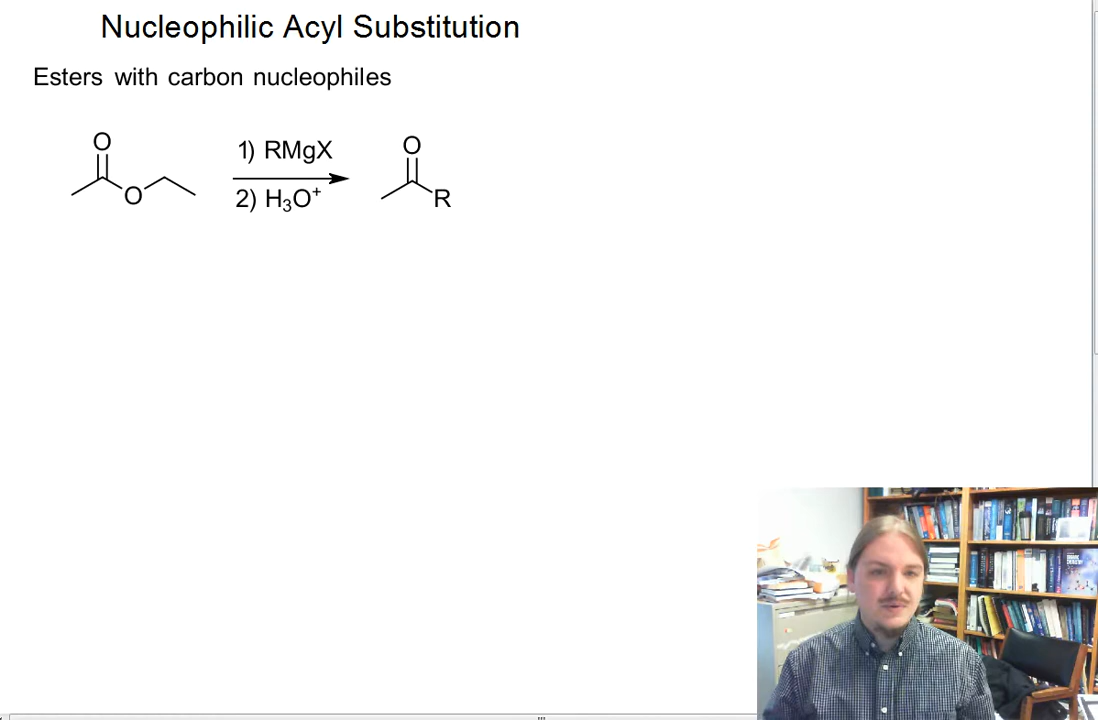 Nucleophilic Acyl Substitution
Esters with carbon nucleophiles
O
O
1) RMgX
2) H₃O⁺
O
R